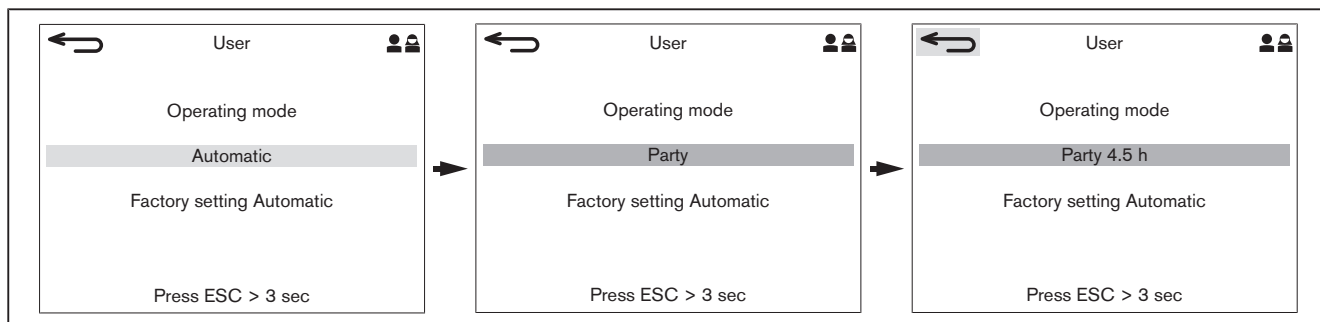 User
Operating mode
Automatic
Factory setting Automatic
Press ESC > 3 sec
User
Operating mode
Party
Factory setting Automatic
Press ESC > 3 sec
User
Operating mode
Party 4.5 h
Factory setting Automatic
Press ESC > 3 sec